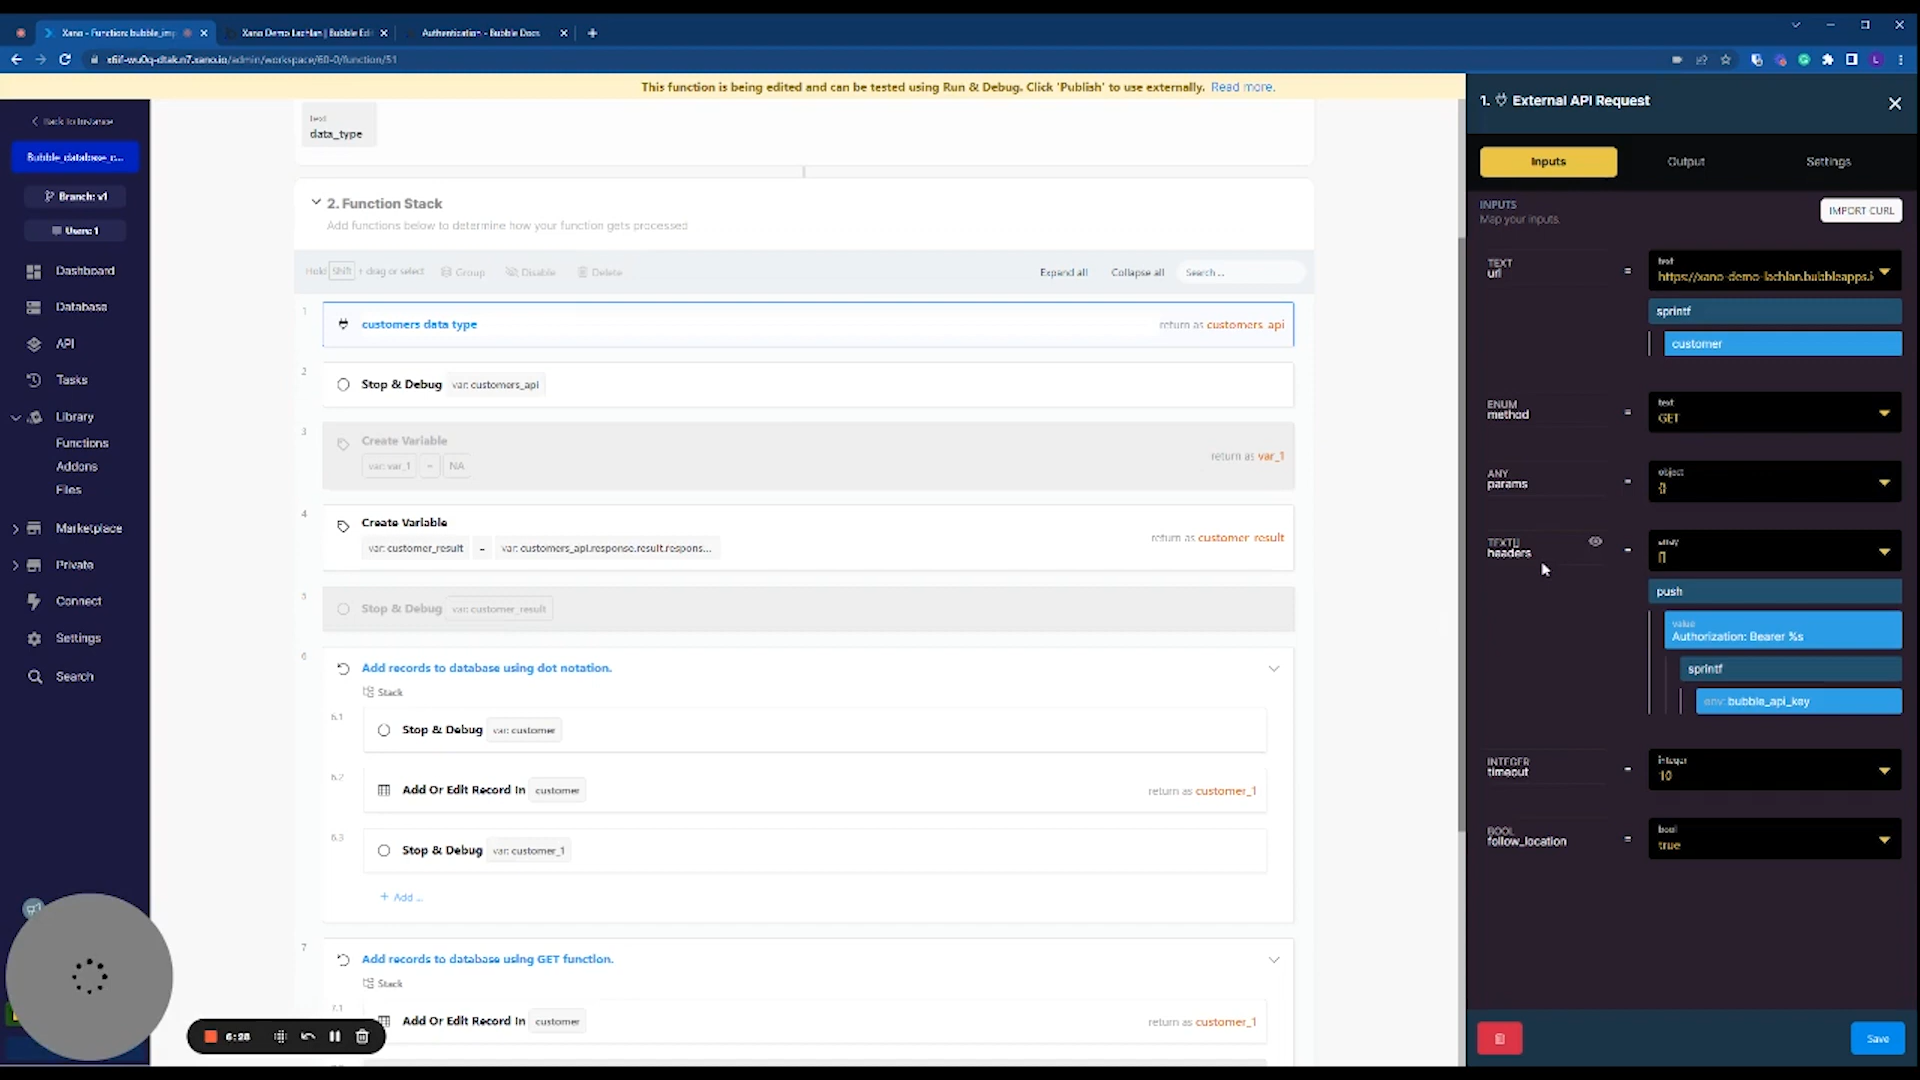 Xano - Function: bubble_imp
Xano Demo Lachlan | Bubble Edi
Authentication - Bubble Docs
x6if-wu0q-dtak.n7.xano.io/admin/workspace/60-0/function/51
This function is being edited and can be tested using Run & Debug. Click 'Publish' to use externally. Read more.
Back to Instance
Bubble_database_c...
Branch: v1
Users: 1
Dashboard
Database
API
Tasks
Library
Functions
Addons
Files
Marketplace
Private
Connect
Settings
Search
text
data_type
2. Function Stack
Add functions below to determine how your function gets processed
Hold Shift + drag or select
Group
Disable
Delete
Expand all
Collapse all
Search ...
1
customers data type
return as customers_api
2
Stop & Debug var: customers_api
3
Create Variable
var: var_1 = NA
return as var_1
4
Create Variable
var: customer_result = var: customers_api.response.result.respons...
return as customer_result
5
Stop & Debug var: customer_result
6
Add records to database using dot notation.
Stack
6.1
Stop & Debug var: customer
6.2
Add Or Edit Record In customer
return as customer_1
6.3
Stop & Debug var: customer_1
+ Add ...
7
Add records to database using GET function.
Stack
7.1
Add Or Edit Record In customer
return as customer_1
6:28
1. External API Request
Inputs
Output
Settings
INPUTS
Map your inputs.
IMPORT CURL
TEXT
url
=
text
https://xano-demo-lachlan.bubbleapps.i
sprintf
customer
ENUM
method
=
text
GET
ANY
params
=
object
{}
TEXT[]
headers
=
array
[]
push
value
Authorization: Bearer %s
sprintf
env: bubble_api_key
INTEGER
timeout
=
integer
10
BOOL
follow_location
=
bool
true
Save